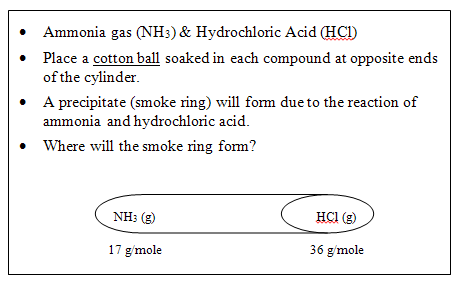 • Ammonia gas (NH3) & Hydrochloric Acid (HCl)
• Place a cotton ball soaked in each compound at opposite ends
of the cylinder.
• A precipitate (smoke ring) will form due to the reaction of
ammonia and hydrochloric acid.
• Where will the smoke ring form?
NH3 (g) HCl (g)
17 g/mole 36 g/mole